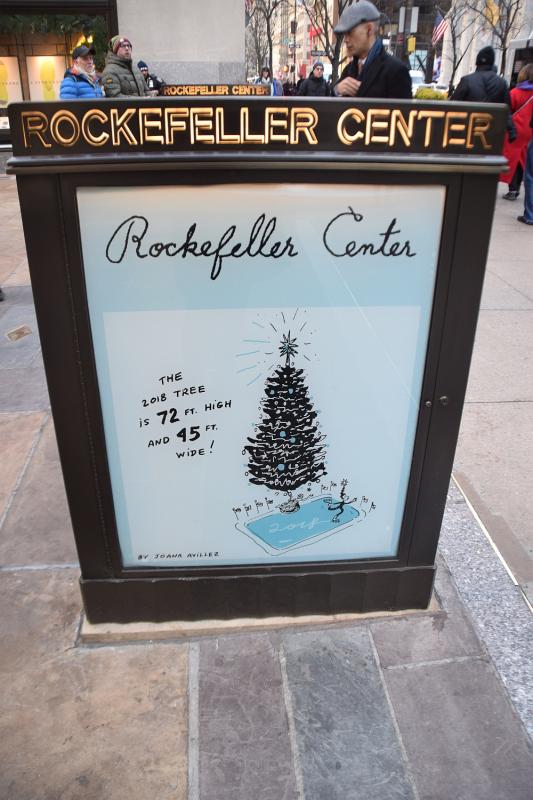 ROCKEFELLER CENTER
ROCKEFELLER CENTER
Rockefeller Center
THE
2018 TREE
is 72 FT. HIGH
AND 45 FT.
WIDE!
2018
BY JOANA AVILLEZ